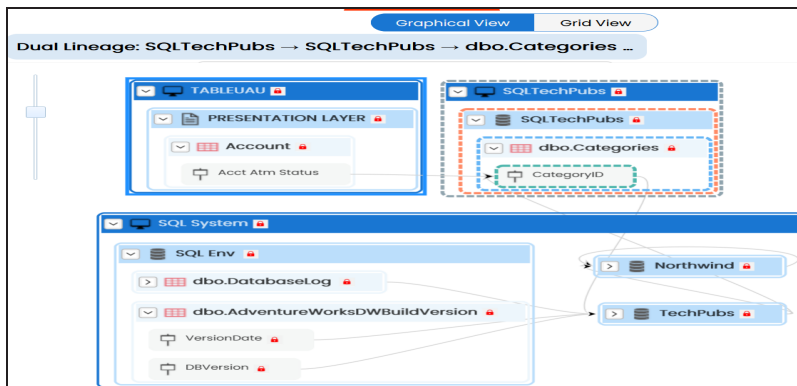 Graphical View
Grid View
Dual Lineage: SQLTechPubs → SQLTechPubs → dbo.Categories ...
TABLEUAU
PRESENTATION LAYER
Account
Acct Atm Status
SQLTechPubs
SQLTechPubs
dbo.Categories
CategoryID
SQL System
SQL Env
dbo.DatabaseLog
dbo.AdventureWorksDWBuildVersion
VersionDate
DBVersion
Northwind
TechPubs